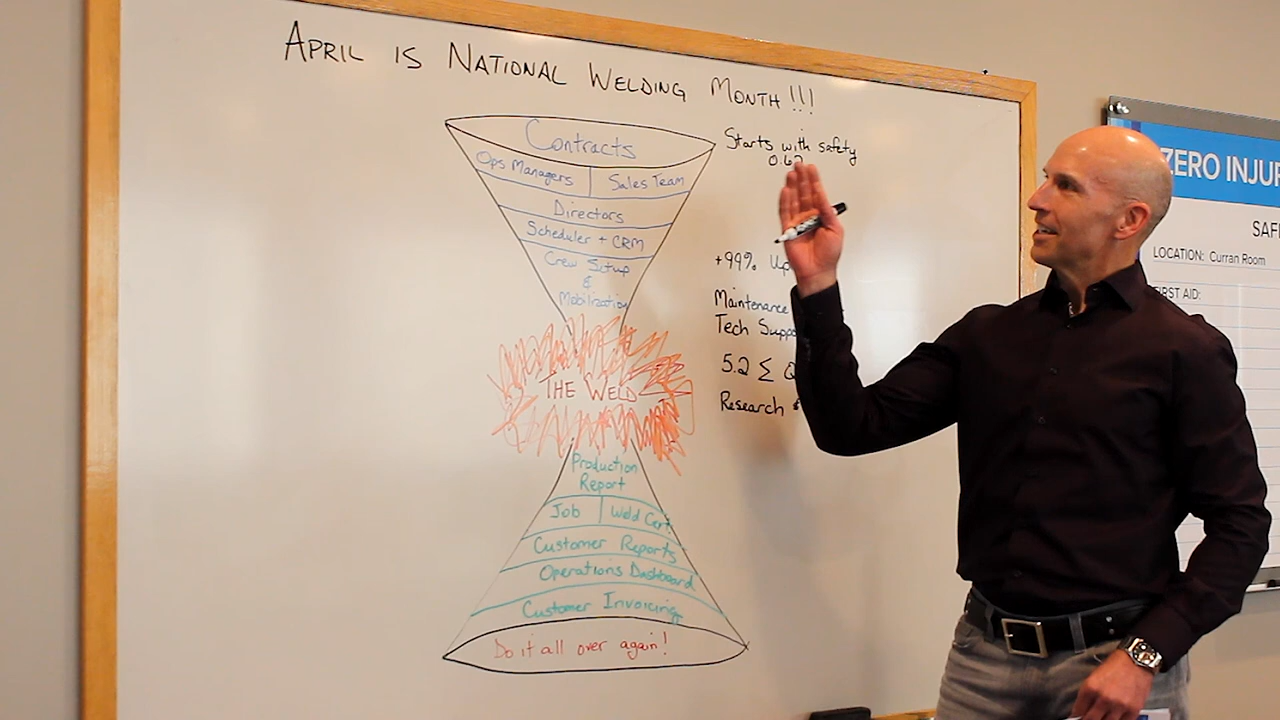 APRIL IS NATIONAL WELDING MONTH!!!
Contracts
Ops Managers Sales Team
Directors
Scheduler + CRM
Crew Setup
&
Mobilization
THE WELD
Production
Report
Job Weld Cert
Customer Reports
Operations Dashboard
Customer Invoicing
Do it all over again!
Starts with safety
+99% Up
Maintenance
Tech Suppo
5.2 Σ Q
Research
ZERO INJUR
SAF
LOCATION: Curran Room
FIRST AID: